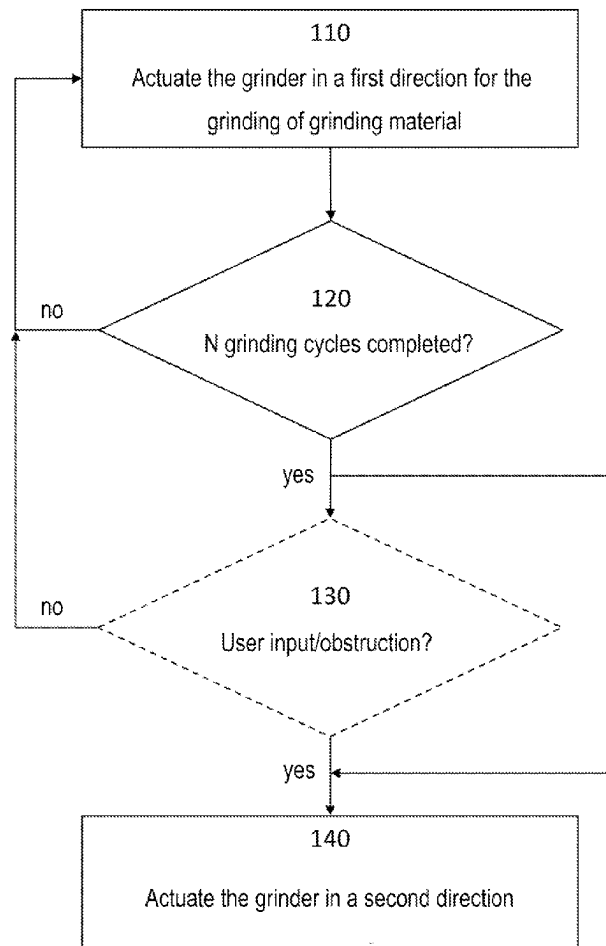 110
Actuate the grinder in a first direction for the
grinding of grinding material
120
no
N grinding cycles completed?
yes
130
no
User input/obstruction?
yes
140
Actuate the grinder in a second direction